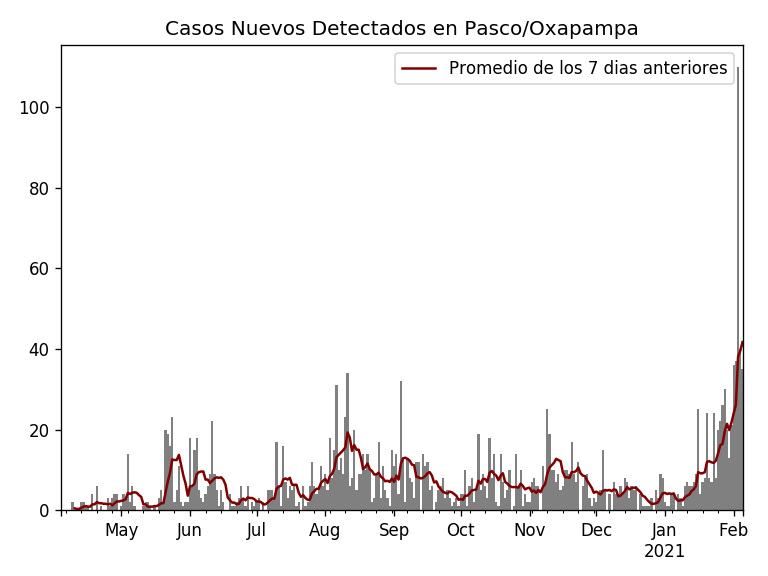 Casos Nuevos Detectados en Pasco/Oxapampa
Promedio de los 7 dias anteriores
100
80
60
40
20
0
May Jun Jul Aug Sep Oct Nov Dec Jan Feb
2021